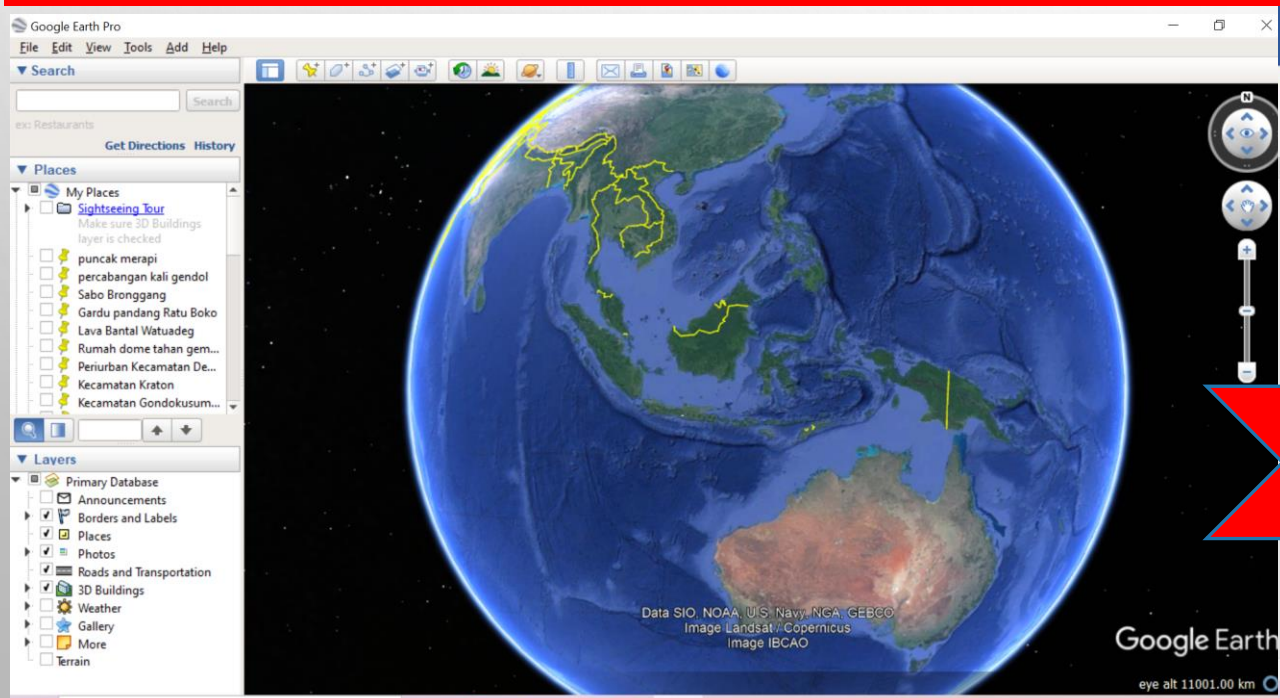 Google Earth Pro
File Edit View Tools Add Help
Search
Search
ex: Restaurants
Get Directions History
Places
My Places
Sightseeing Tour
Make sure 3D Buildings
layer is checked
puncak merapi
percabangan kali gendol
Sabo Bronggang
Gardu pandang Ratu Boko
Lava Bantal Watuadeg
Rumah dome tahan gem...
Periurban Kecamatan De...
Kecamatan Kraton
Kecamatan Gondokusum...
Layers
Primary Database
Announcements
Borders and Labels
Places
Photos
Roads and Transportation
3D Buildings
Weather
Gallery
More
Terrain
N
Data SIO, NOAA, U.S. Navy, NGA, GEBCO
Image Landsat / Copernicus
Image IBCAO
Google Earth
eye alt 11001.00 km